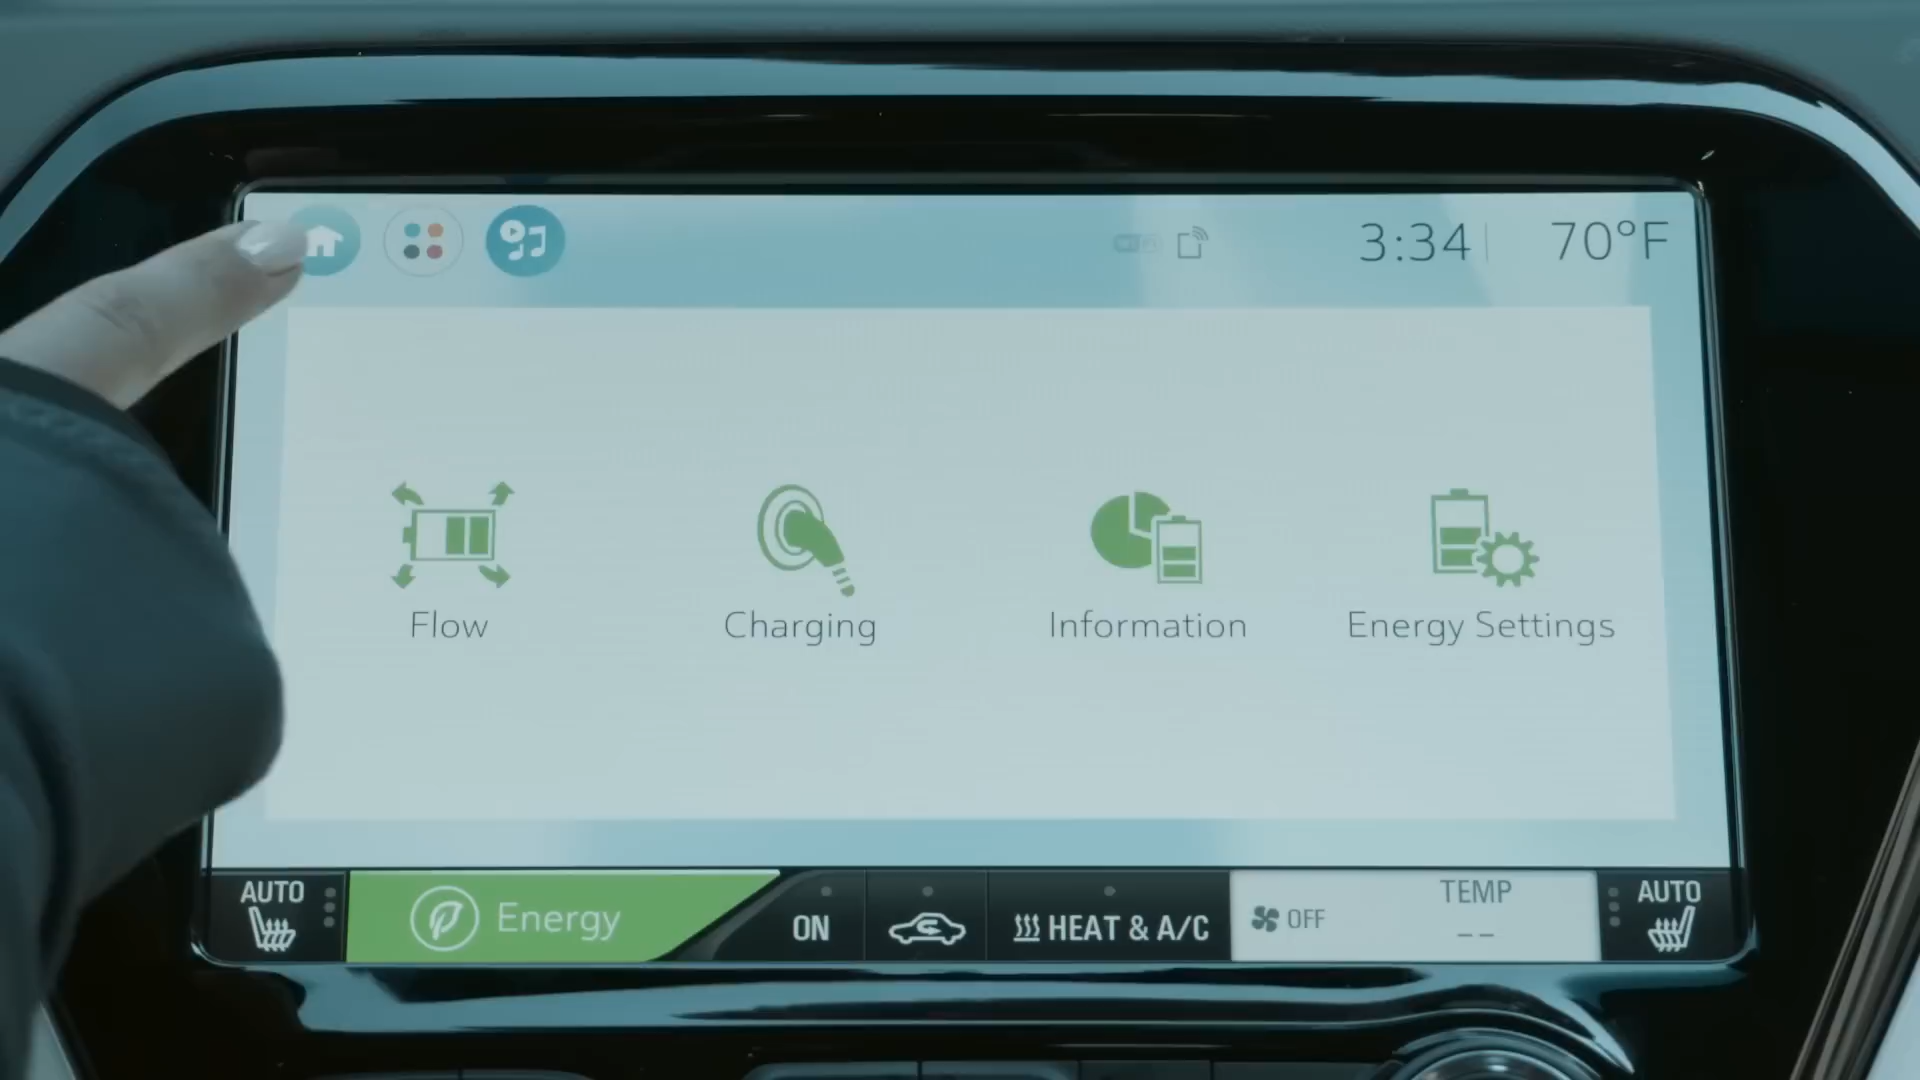 3:34
70°F
Flow
Charging
Information
Energy Settings
AUTO
Energy
ON
HEAT & A/C
OFF
TEMP
--
AUTO